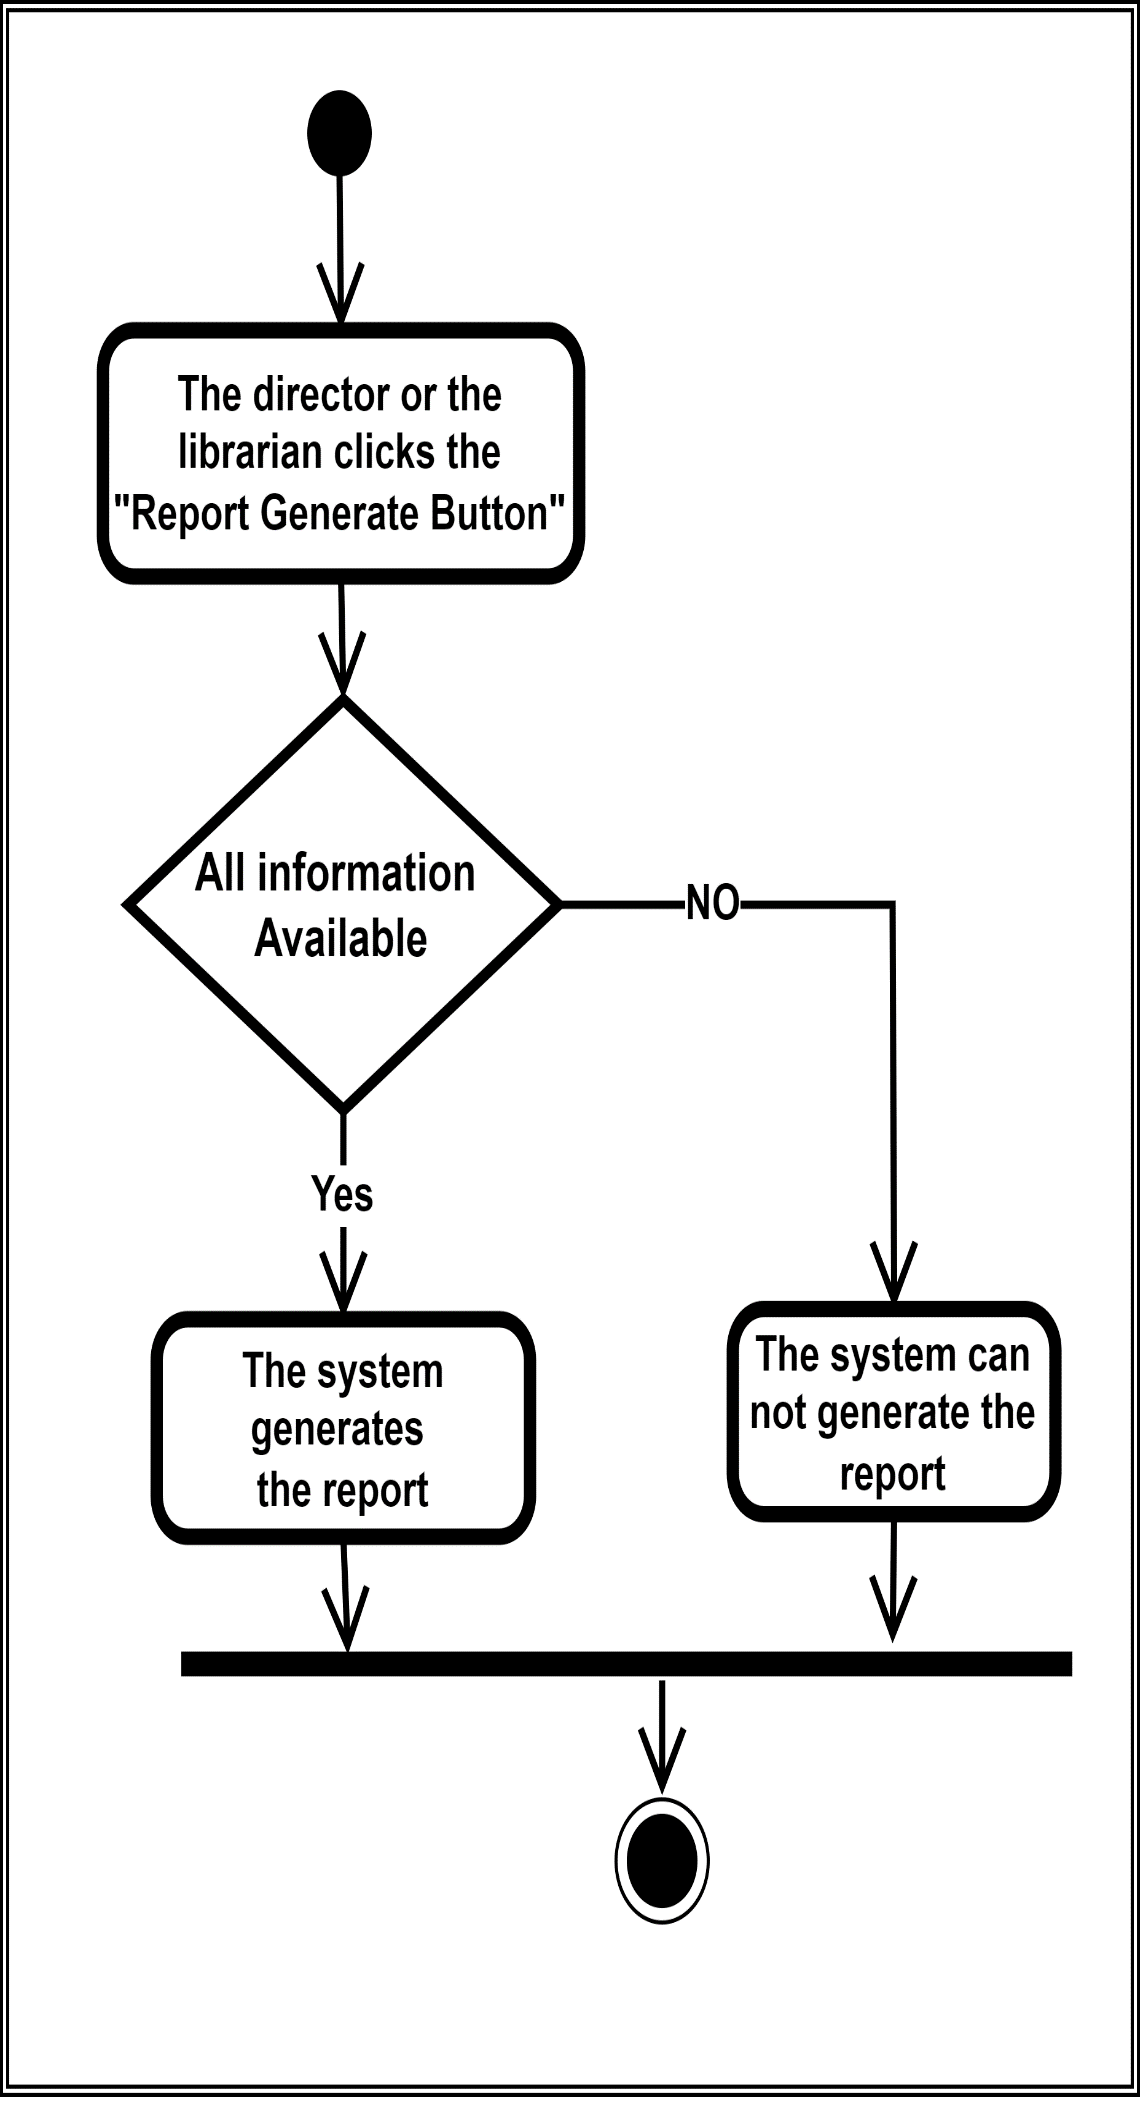 The director or the
librarian clicks the
"Report Generate Button"
All information
Available
NO
Yes
The system
generates
the report
The system can
not generate the
report